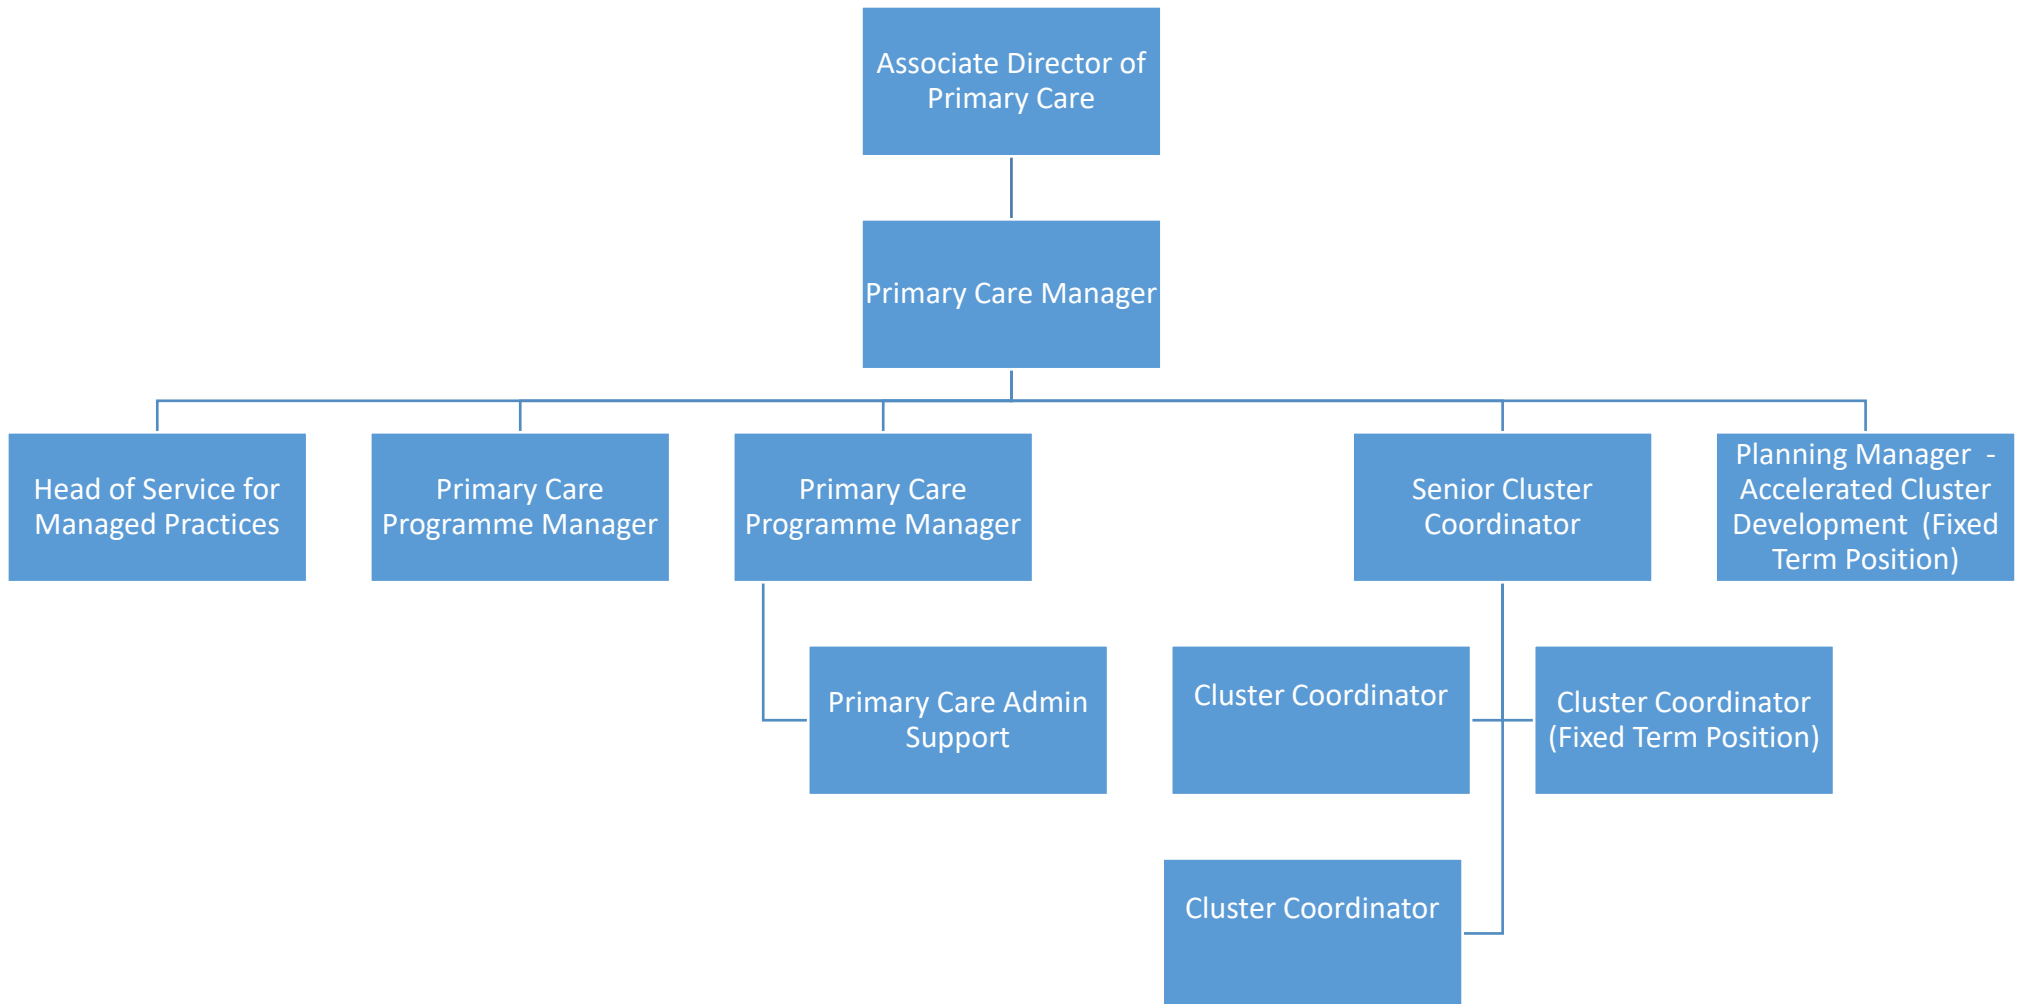 Associate Director of
Primary Care
Primary Care Manager
Head of Service for
Managed Practices
Primary Care
Programme Manager
Primary Care
Programme Manager
Senior Cluster
Coordinator
Planning Manager  -
Accelerated Cluster
Development  (Fixed
Term Position)
Primary Care Admin
Support
Cluster Coordinator
Cluster Coordinator
(Fixed Term Position)
Cluster Coordinator